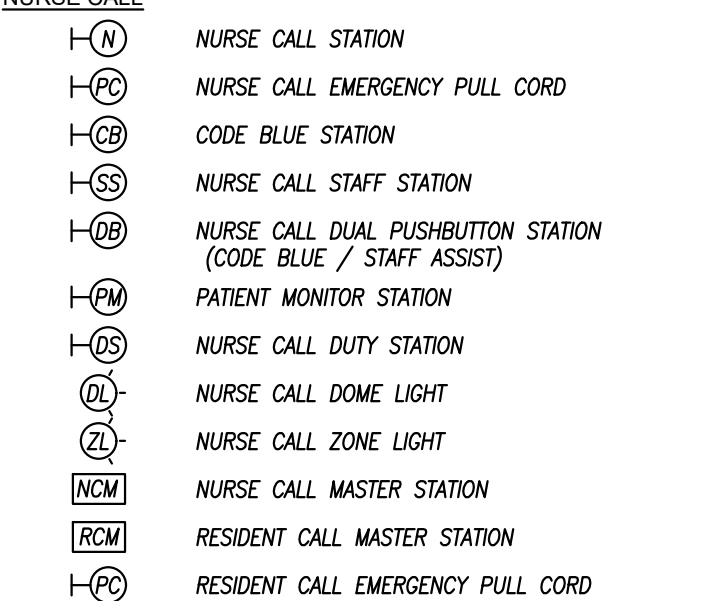 NURSE CALL
N NURSE CALL STATION
PC NURSE CALL EMERGENCY PULL CORD
CB CODE BLUE STATION
SS NURSE CALL STAFF STATION
DB NURSE CALL DUAL PUSHBUTTON STATION
(CODE BLUE / STAFF ASSIST)
PM PATIENT MONITOR STATION
DS NURSE CALL DUTY STATION
DL NURSE CALL DOME LIGHT
ZL NURSE CALL ZONE LIGHT
NCM NURSE CALL MASTER STATION
RCM RESIDENT CALL MASTER STATION
PC RESIDENT CALL EMERGENCY PULL CORD